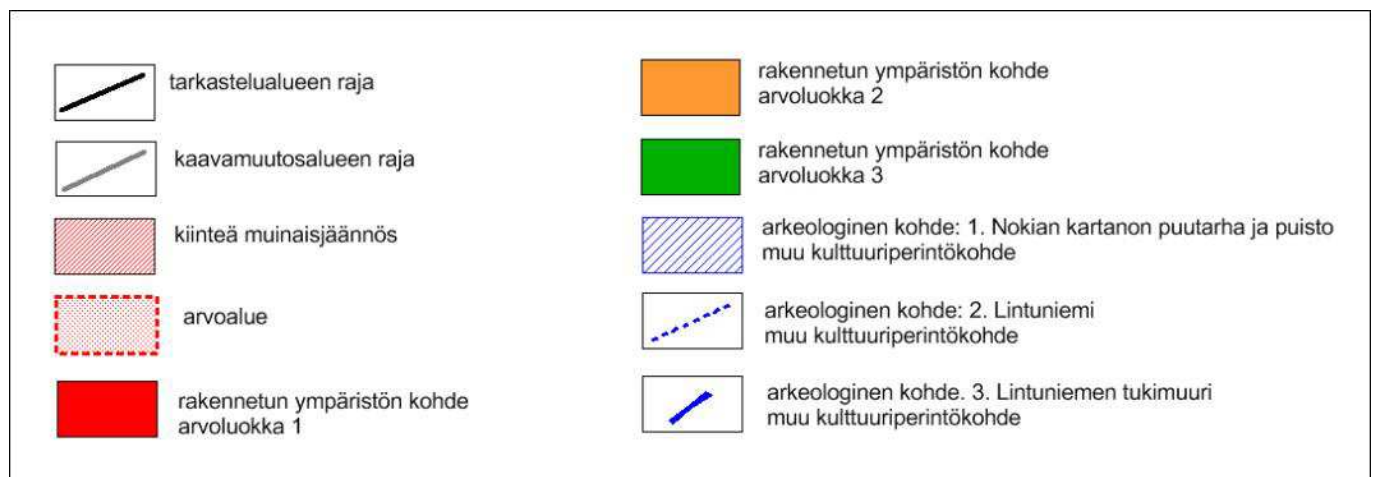 tarkastelualueen raja
kaavamuutosalueen raja
kiinteä muinaisjäännös
arvoalue
rakennetun ympäristön kohde
arvoluokka 1
rakennetun ympäristön kohde
arvoluokka 2
rakennetun ympäristön kohde
arvoluokka 3
arkeologinen kohde: 1. Nokian kartanon puutarha ja puisto
muu kulttuuriperintökohde
arkeologinen kohde: 2. Lintuniemi
muu kulttuuriperintökohde
arkeologinen kohde. 3. Lintuniemen tukimuuri
muu kulttuuriperintökohde